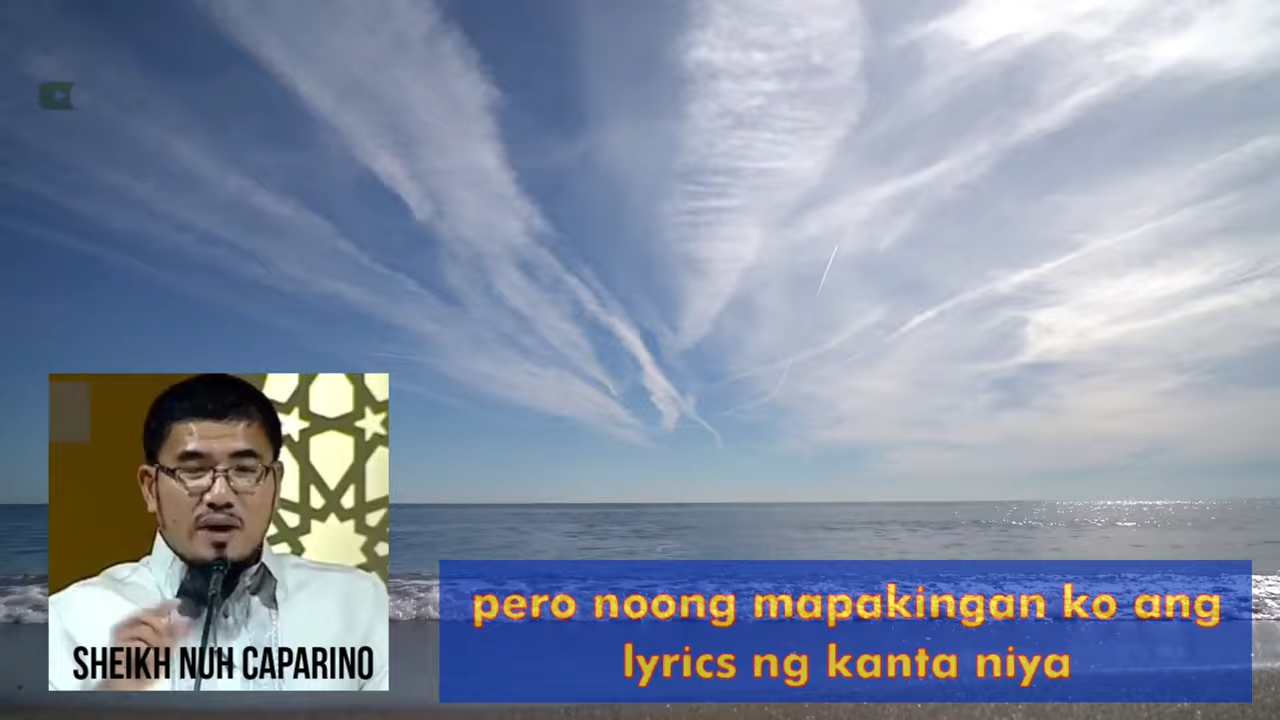 SHEIKH NUH CAPARINO
pero noong mapakingan ko ang
lyrics ng kanta niya